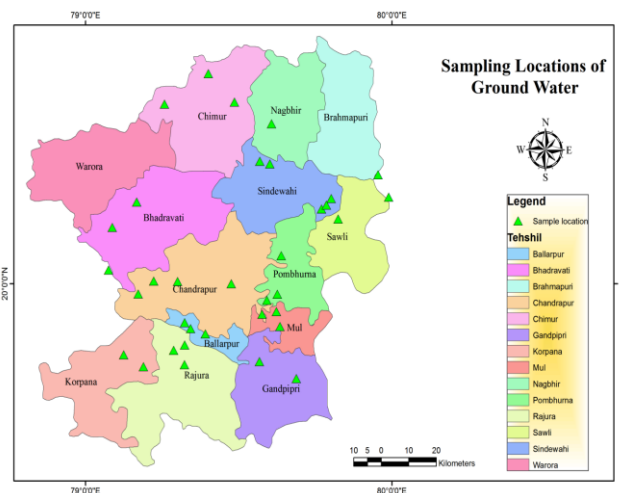 79°0'0"E
80°0'0"E
Sampling Locations of
Ground Water
N
W
E
S
20°0'0"N
Chimur
Nagbhir
Brahmapuri
Warora
Sindewahi
Bhadravati
Sawli
Pombhurna
Chandrapur
Mul
Ballarpur
Korpana
Rajura
Gandpipri
Legend
Sample location
Tehshil
Ballarpur
Bhadravati
Brahmapuri
Chandrapur
Chimur
Gandpipri
Korpana
Mul
Nagbhir
Pombhurna
Rajura
Sawli
Sindewahi
Warora
10 5 0 10 20
Kilometers
79°0'0"E
80°0'0"E